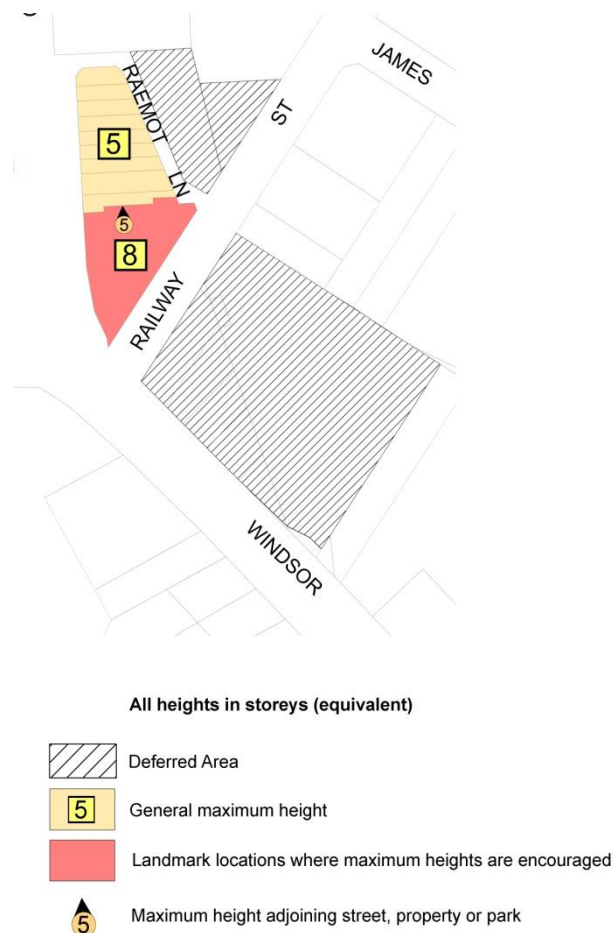 JAMES
RAEMOT LN
ST
5
5
8
RAILWAY
WINDSOR
All heights in storeys (equivalent)
Deferred Area
5
General maximum height
Landmark locations where maximum heights are encouraged
5
Maximum height adjoining street, property or park